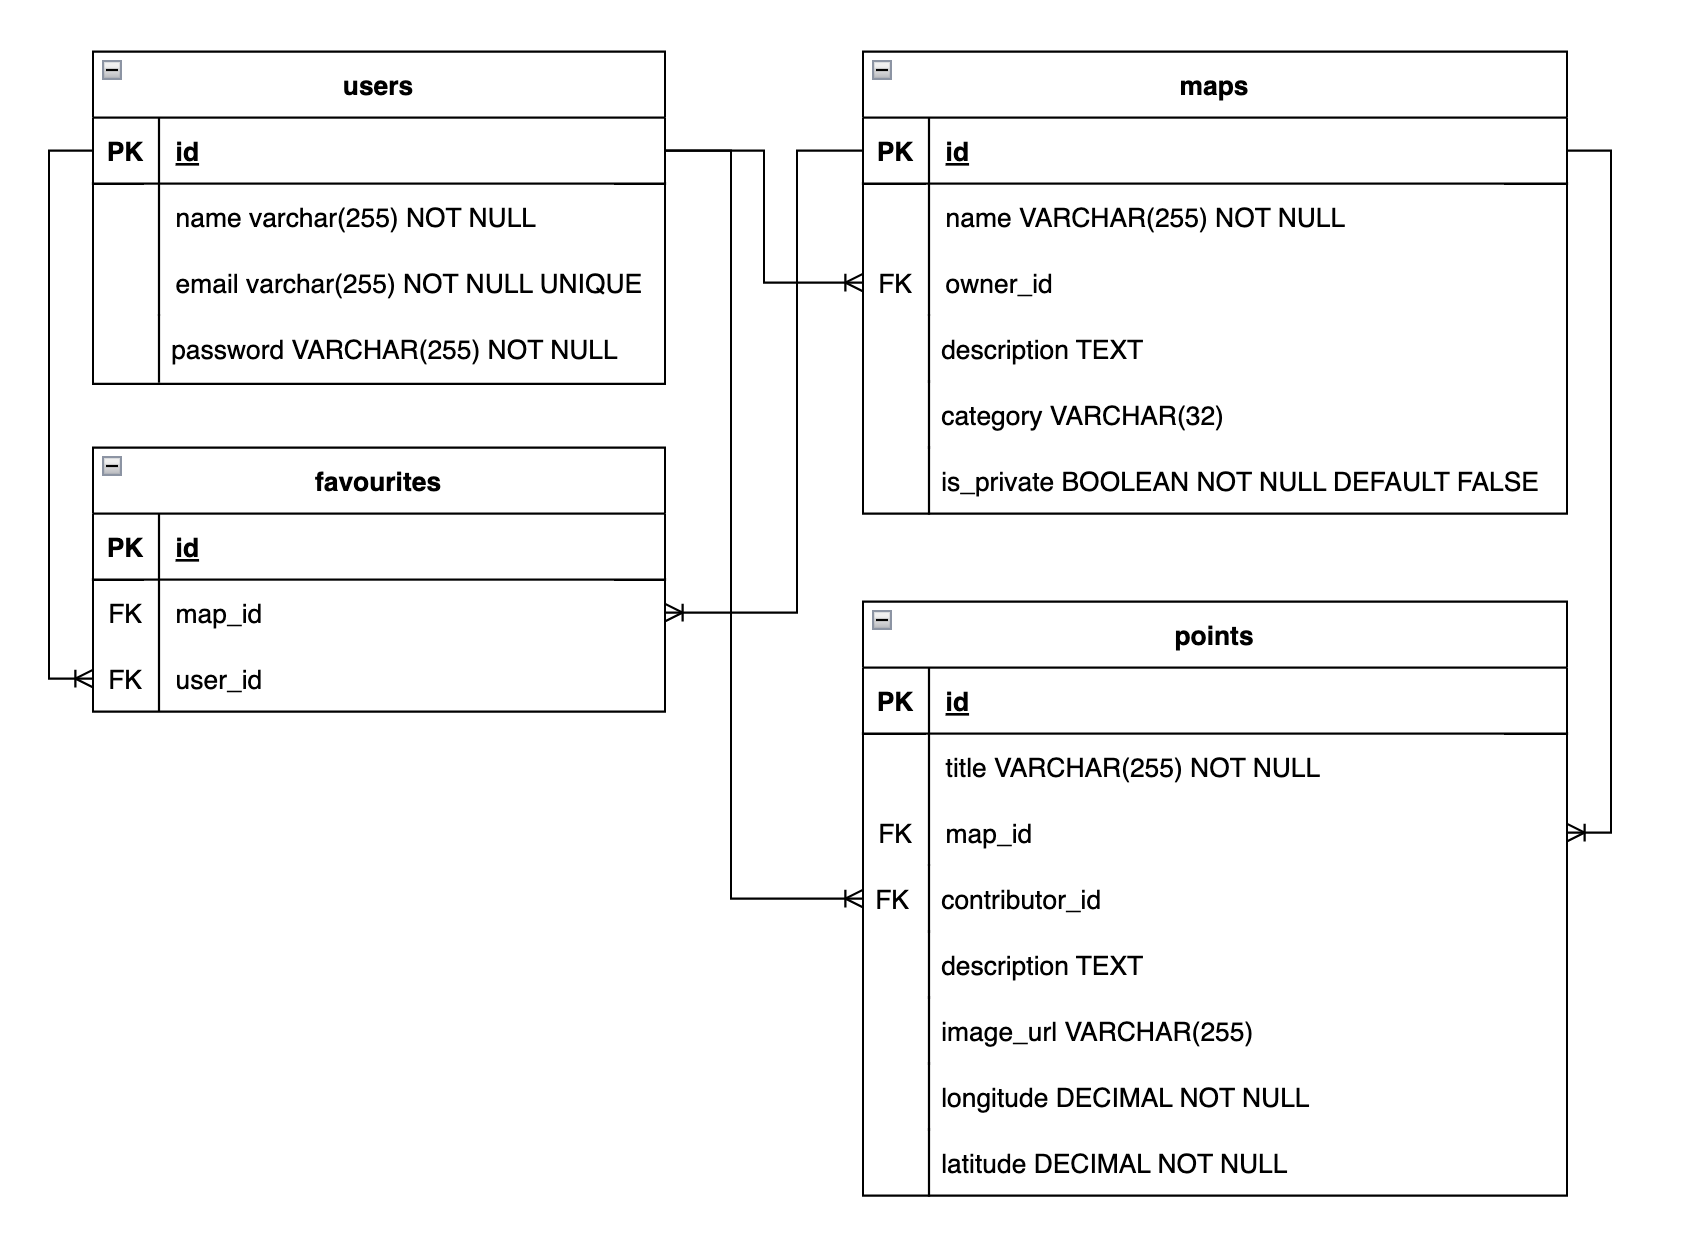 users
PK id
name varchar(255) NOT NULL
email varchar(255) NOT NULL UNIQUE
password VARCHAR(255) NOT NULL
favourites
PK id
FK map_id
FK user_id
maps
PK id
name VARCHAR(255) NOT NULL
FK owner_id
description TEXT
category VARCHAR(32)
is_private BOOLEAN NOT NULL DEFAULT FALSE
points
PK id
title VARCHAR(255) NOT NULL
FK map_id
FK contributor_id
description TEXT
image_url VARCHAR(255)
longitude DECIMAL NOT NULL
latitude DECIMAL NOT NULL